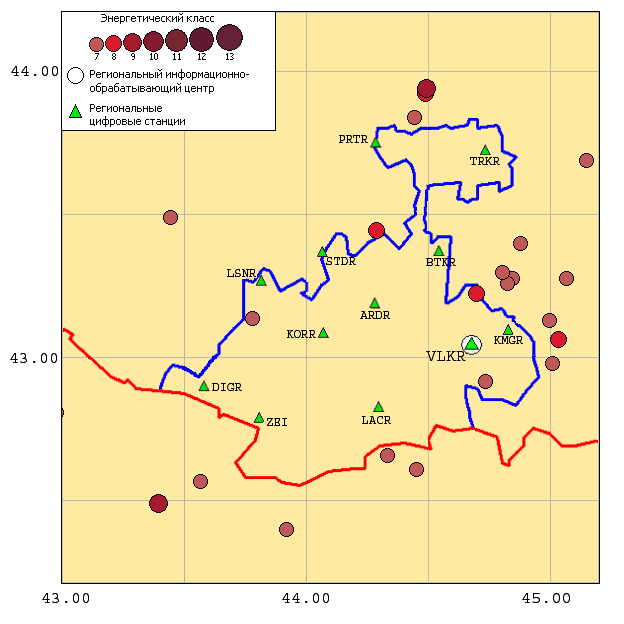 Энергетический класс
7 8 9 10 11 12 13
Региональный информационно-
обрабатывающий центр
Региональные
цифровые станции
44.00
PRTR
TRKR
STDR
BTKR
LSNR
ARDR
KORR
KMGR
VLKR
43.00
DIGR
ZEI
LACR
43.00 44.00 45.00